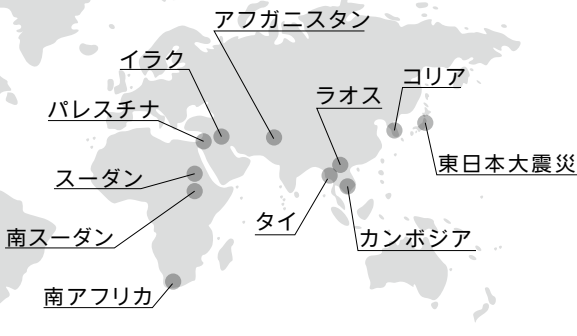 アフガニスタン
イラク
コリア
ラオス
パレスチナ
東日本大震災
スーダン
タイ
カンボジア
南スーダン
南アフリカ